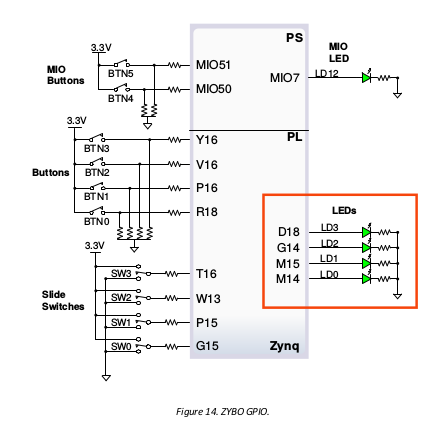 PS
3.3V
MIO
Buttons
BTN5
MIO51
BTN4
MIO50
MIO
LED
MIO7
LD12
PL
3.3V
Buttons
BTN3
Y16
BTN2
V16
BTN1
P16
BTN0
R18
LEDs
D18
LD3
G14
LD2
M15
LD1
M14
LD0
3.3V
Slide
Switches
SW3
T16
SW2
W13
SW1
P15
SW0
G15
Zynq
Figure 14. ZYBO GPIO.